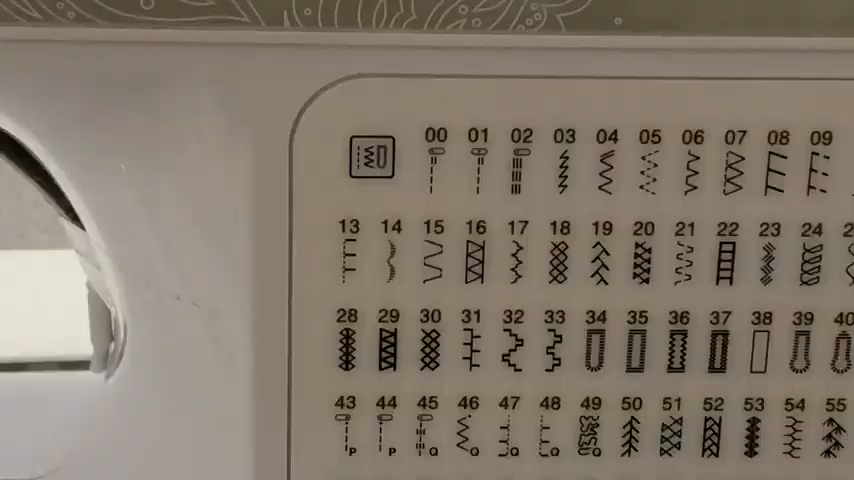 00 01 02 03 04 05 06 07 08 09
13 14 15 16 17 18 19 20 21 22 23 24
28 29 30 31 32 33 34 35 36 37 38 39 40
43 44 45 46 47 48 49 50 51 52 53 54 55
P P Q Q Q Q Q